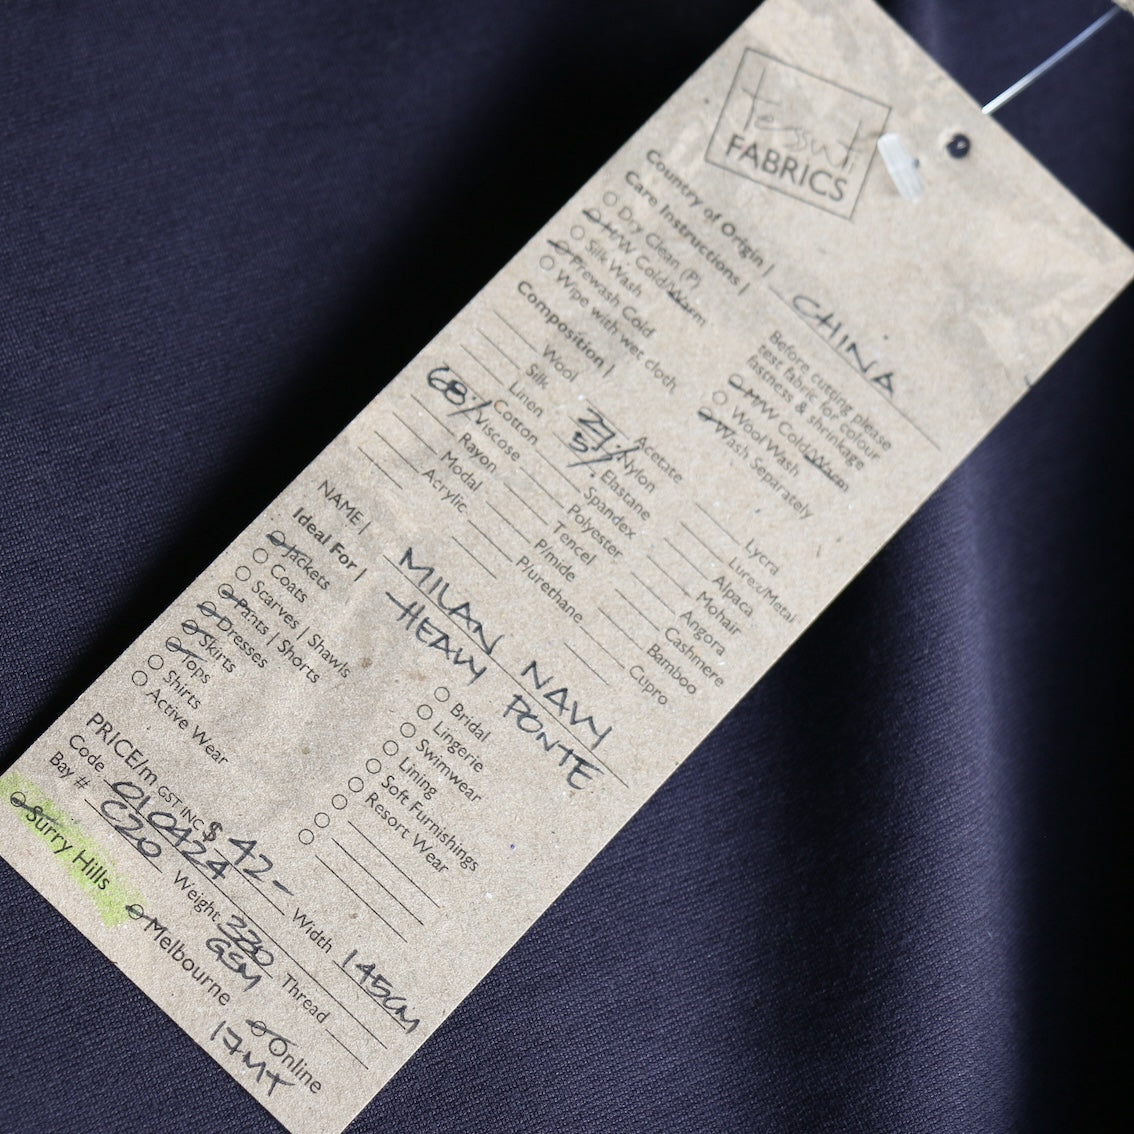 tessuti
FABRICS
Country of Origin | CHINA
Care Instructions |
Dry Clean (P)
M/W Cold/Warm
Silk Wash
Prewash Cold
Wipe with wet cloth
Before cutting please
test fabric for colour
fastness & shrinkage
M/W Cold/Warm
Wool Wash
Wash Separately
Composition |
Wool
Silk
Linen
Cotton
68% Viscose
Rayon
Modal
Acrylic
Acetate
27% Nylon
5% Elastane
Spandex
Polyester
Tencel
P/mide
P/urethane
Lycra
Lurex/Metal
Alpaca
Mohair
Angora
Cashmere
Bamboo
Cupro
NAME | MILAN NAVY
HEAVY PONTE
Ideal For |
Jackets
Coats
Scarves | Shawls
Pants | Shorts
Dresses
Skirts
Tops
Shirts
Active Wear
Bridal
Lingerie
Swimwear
Lining
Soft Furnishings
Resort Wear
PRICE/m GST INC $ 42-
Width 145CM
Code 010424
Weight GSM
Thread
Bay # C20
Surry Hills
Melbourne
Online
17MT